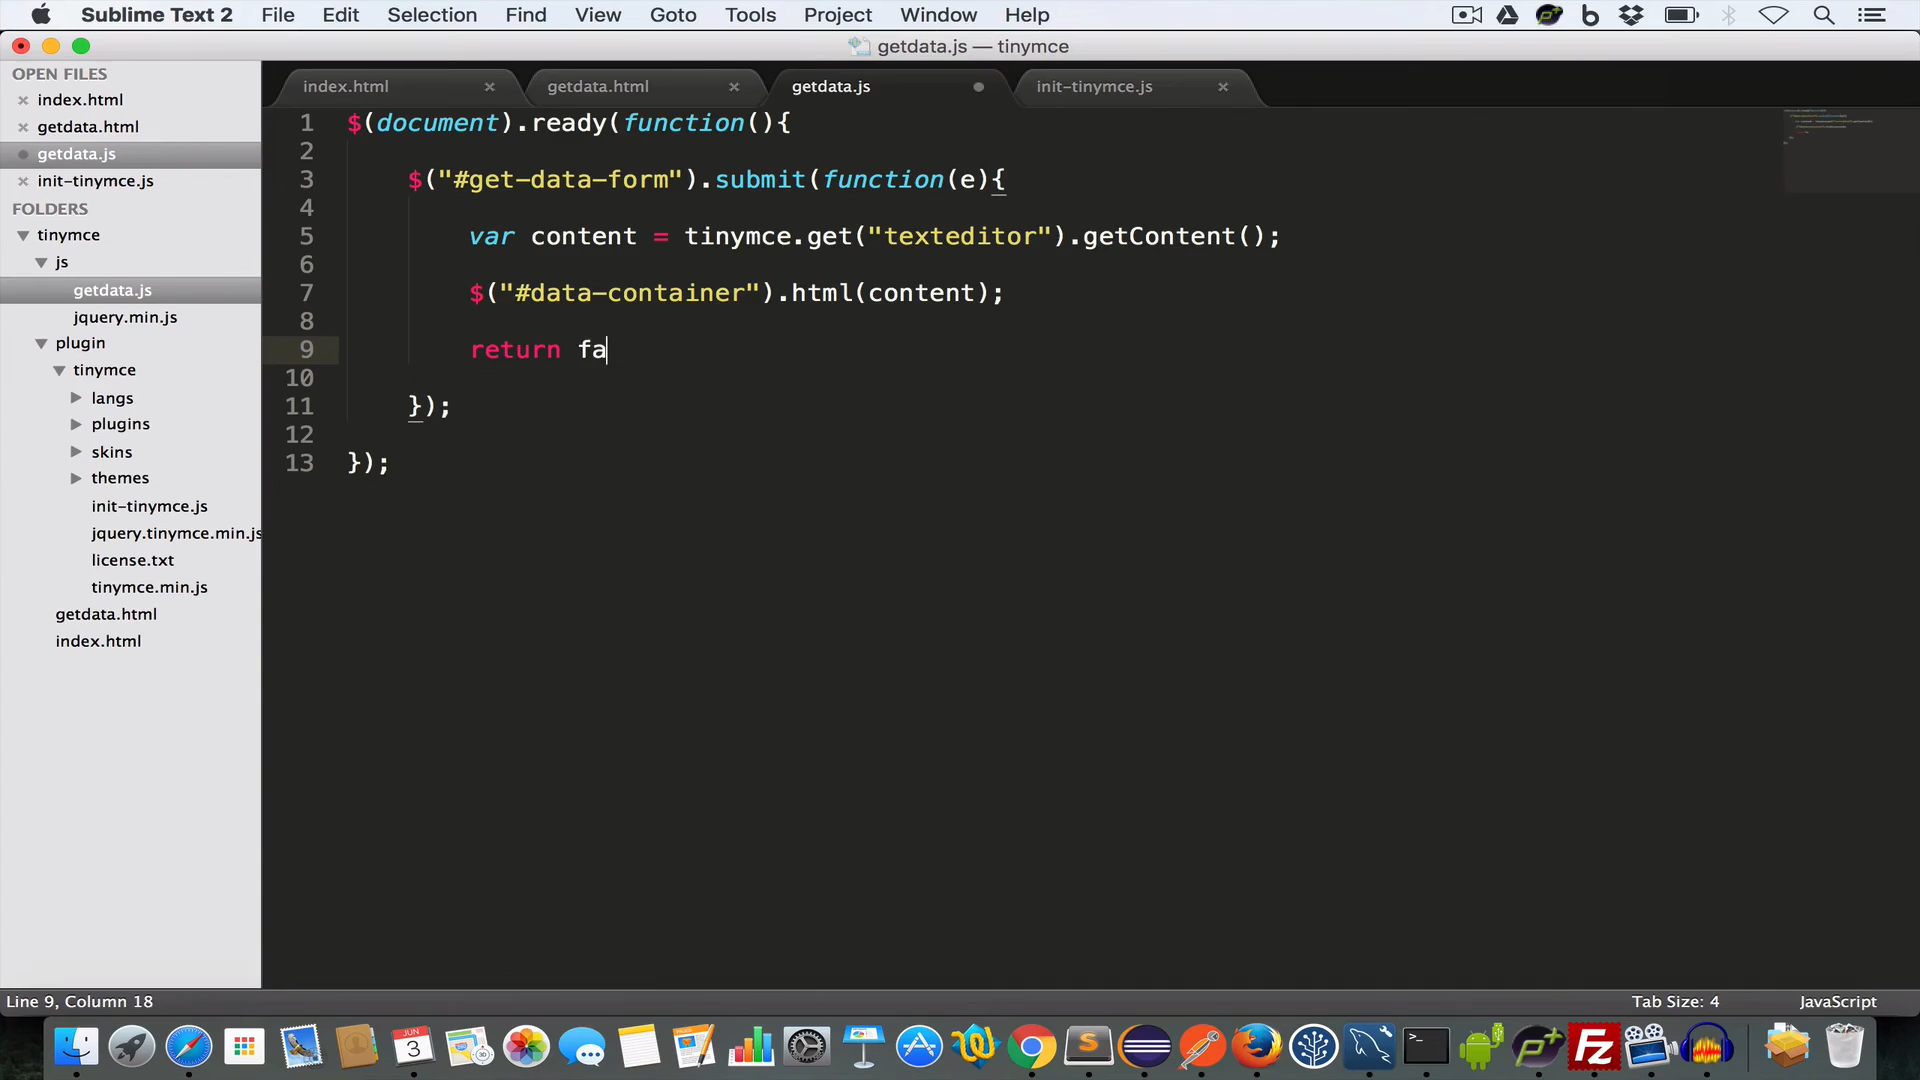 Sublime Text 2 File Edit Selection Find View Goto Tools Project Window Help
getdata.js — tinymce
OPEN FILES
index.html
getdata.html
getdata.js
init-tinymce.js
FOLDERS
tinymce
js
getdata.js
jquery.min.js
plugin
tinymce
langs
plugins
skins
themes
init-tinymce.js
jquery.tinymce.min.js
license.txt
tinymce.min.js
getdata.html
index.html
index.html getdata.html getdata.js init-tinymce.js
1 $(document).ready(function(){
2
3 $("#get-data-form").submit(function(e){
4
5 var content = tinymce.get("texteditor").getContent();
6
7 $("#data-container").html(content);
8
9 return fa
10
11 });
12
13 });
Line 9, Column 18 Tab Size: 4 JavaScript
JUN
3